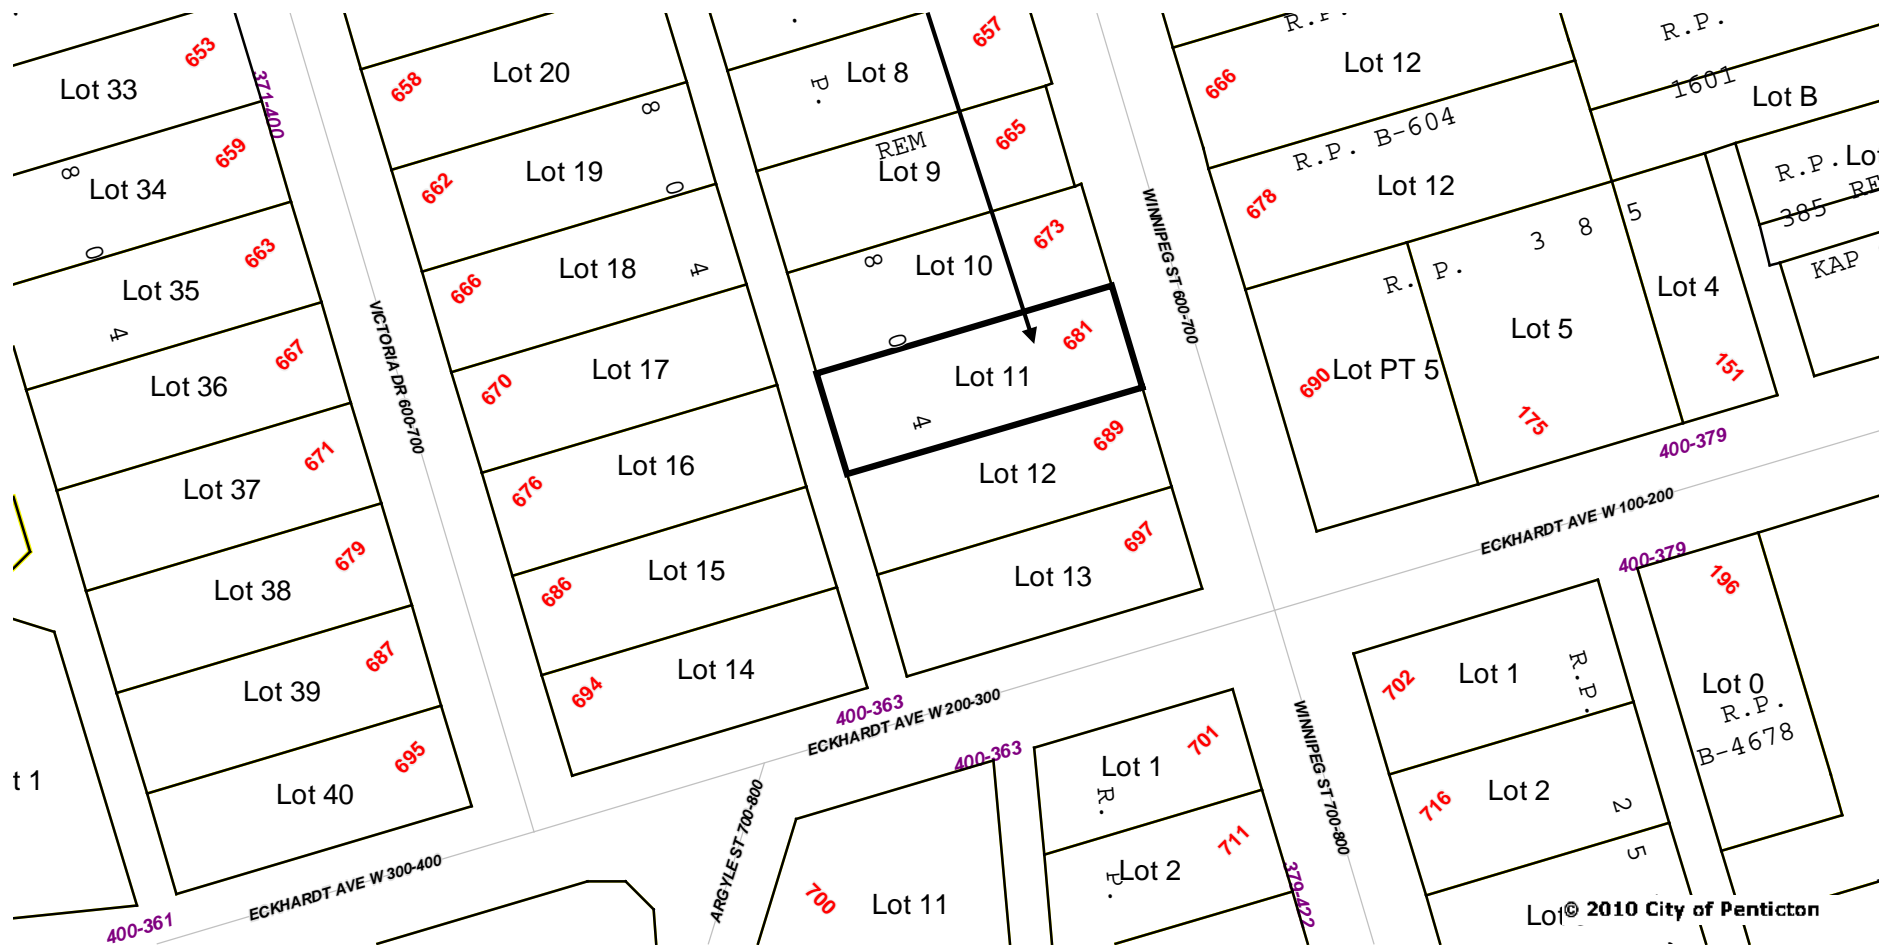 653
Lot 33
371-400
659
8
Lot 34
0
663
Lot 35
4
667
Lot 36
671
Lot 37
679
Lot 38
687
Lot 39
695
Lot 40
t 1
400-361
ECKHARDT AVE W 300-400
VICTORIA DR 600-700
658
Lot 20
8
662
Lot 19
0
666
Lot 18
4
670
Lot 17
676
Lot 16
686
Lot 15
694
Lot 14
657
P.
Lot 8
665
REM
Lot 9
673
8
Lot 10
0
681
Lot 11
4
689
Lot 12
697
Lot 13
400-363
ECKHARDT AVE W 200-300
400-363
ARGYLE ST 700-800
700
Lot 11
701
Lot 1
R.
711
Lot 2
P.
379-422
WINNIPEG ST 600-700
WINNIPEG ST 700-800
R.P.
666
Lot 12
R.P. B-604
678
Lot 12
R.P.
1601
Lot B
R. P. 3 8 5
690
Lot PT 5
Lot 5
175
Lot 4
151
R.P.
Lo
385 RE
KAP
400-379
ECKHARDT AVE W 100-200
400-379
196
Lot 0
R.P.
B-4678
702
Lot 1
R.P.
716
Lot 2
2
5
Lot
© 2010 City of Penticton